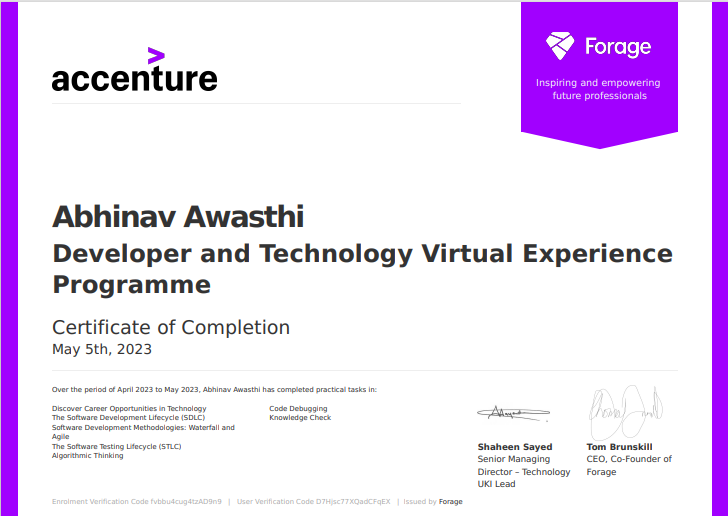 accenture
Forage
Inspiring and empowering
future professionals
Abhinav Awasthi
Developer and Technology Virtual Experience
Programme
Certificate of Completion
May 5th, 2023
Over the period of April 2023 to May 2023, Abhinav Awasthi has completed practical tasks in:
Discover Career Opportunities in Technology
The Software Development Lifecycle (SDLC)
Software Development Methodologies: Waterfall and
Agile
The Software Testing Lifecycle (STLC)
Algorithmic Thinking
Code Debugging
Knowledge Check
Shaheen Sayed
Senior Managing
Director – Technology
UKI Lead
Tom Brunskill
CEO, Co-Founder of
Forage
Enrolment Verification Code fvbbu4cug4tzAD9n9 | User Verification Code D7Hjsc77XQadCFqEX | Issued by Forage